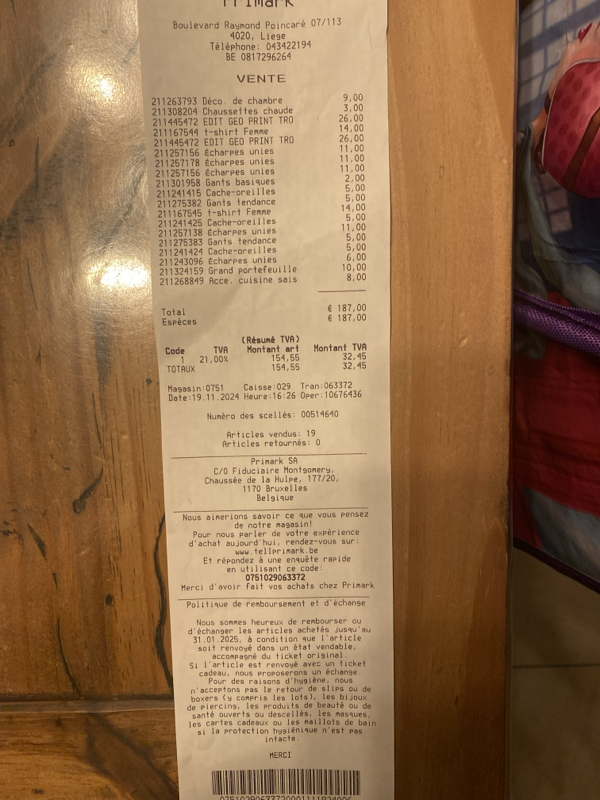 Primark
Boulevard Raymond Poincaré 07/113
4020, Liege
Téléphone: 043422194
BE 0817296264
VENTE
211263793 Déco. de chambre 9,00
211308204 Chaussettes chaude 3,00
211445472 EDIT GEO PRINT TRO 26,00
211167544 t-shirt Femme 14,00
211445472 EDIT GEO PRINT TRO 26,00
211257156 Écharpes unies 11,00
211257178 Écharpes unies 11,00
211257156 Écharpes unies 11,00
211301958 Gants basiques 2,00
211241415 Cache-oreilles 5,00
211275382 Gants tendance 5,00
211167545 t-shirt Femme 14,00
211241425 Cache-oreilles 5,00
211257138 Écharpes unies 11,00
211275383 Gants tendance 5,00
211241424 Cache-oreilles 5,00
211243096 Écharpes unies 6,00
211324159 Grand portefeuille 10,00
211268849 Acce. cuisine sais 8,00
Total € 187,00
Espèces € 187,00
(Résumé TVA)
Code TVA Montant art Montant TVA
1 21,00% 154,55 32,45
TOTAUX 154,55 32,45
Magasin:0751 Caisse:029 Tran:063372
Date:19.11.2024 Heure:16:26 Oper:10676436
Numéro des scellés: 00514640
Articles vendus: 19
Articles retournés: 0
Primark SA
C/O Fiduciaire Montgomery,
Chaussée de la Hulpe, 177/20,
1170 Bruxelles
Belgique
Nous aimerions savoir ce que vous pensez
de notre magasin!
Pour nous parler de votre expérience
d'achat aujourd'hui, rendez-vous sur:
www.tellprimark.be
Et répondez à une enquête rapide
en utilisant ce code:
0751029063372
Merci d'avoir fait vos achats chez Primark
Politique de remboursement et d'échange
Nous sommes heureux de rembourser ou
d'échanger les articles achetés jusqu'au
31.01.2025, à condition que l'article
soit renvoyé dans un état vendable,
accompagné du ticket original.
Si l'article est renvoyé avec un ticket
cadeau, nous proposerons un échange.
Pour des raisons d'hygiène, nous
n'acceptons pas le retour de slips ou de
boxers (y compris les lots), les bijoux
de piercing, les produits de beauté ou de
santé ouverts ou descellés, les masques,
les cartes cadeaux ou les maillots de bain
si la protection hygiénique n'est pas
intacte.
MERCI